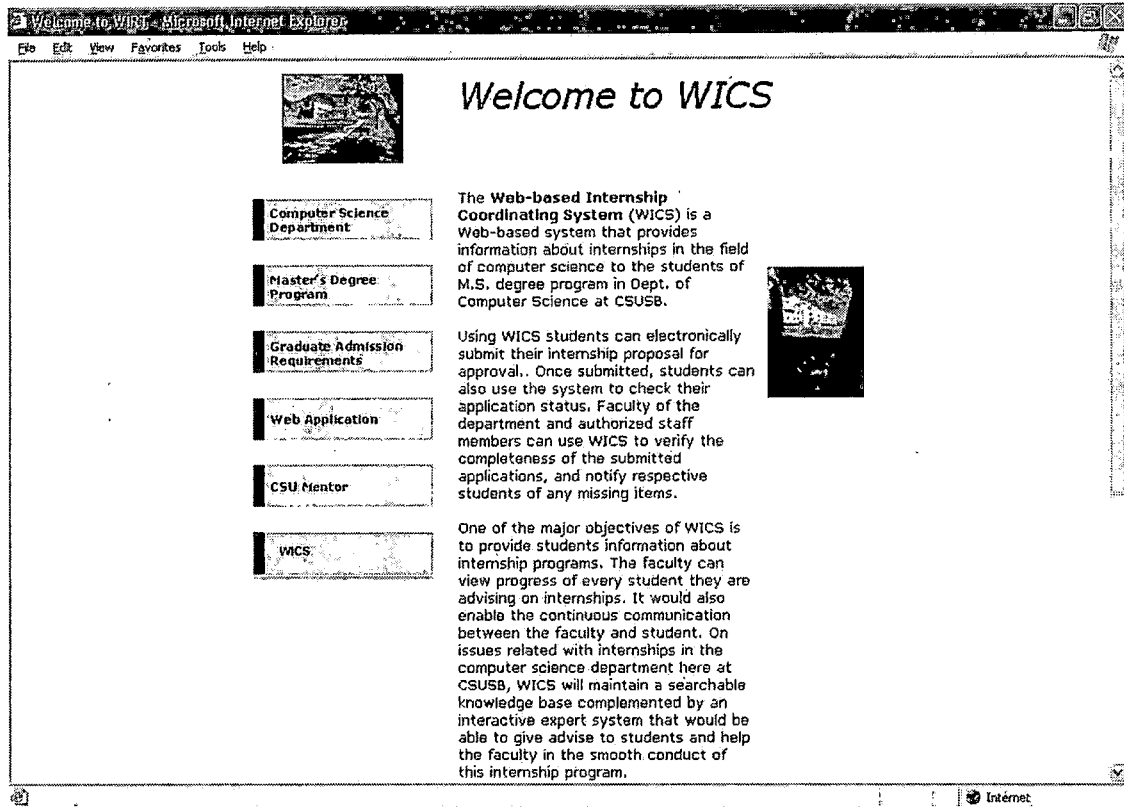 Welcome to WIRT - Microsoft Internet Explorer
File Edit View Favorites Tools Help
Welcome to WICS
Computer Science
Department
Master's Degree
Program
Graduate Admission
Requirements
Web Application
CSU Mentor
WICS
The Web-based Internship
Coordinating System (WICS) is a
Web-based system that provides
information about internships in the field
of computer science to the students of
M.S. degree program in Dept. of
Computer Science at CSUSB.
Using WICS students can electronically
submit their internship proposal for
approval.. Once submitted, students can
also use the system to check their
application status. Faculty of the
department and authorized staff
members can use WICS to verify the
completeness of the submitted
applications, and notify respective
students of any missing items.
One of the major objectives of WICS is
to provide students information about
internship programs. The faculty can
view progress of every student they are
advising on internships. It would also
enable the continuous communication
between the faculty and student. On
issues related with internships in the
computer science department here at
CSUSB, WICS will maintain a searchable
knowledge base complemented by an
interactive expert system that would be
able to give advise to students and help
the faculty in the smooth conduct of
this internship program.
Internet